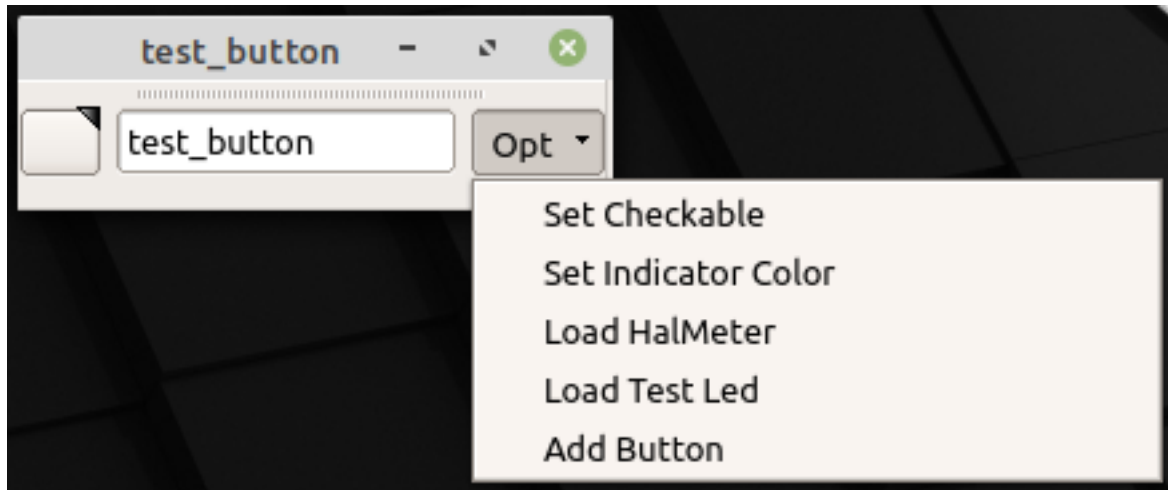 test_button
test_button Opt
Set Checkable
Set Indicator Color
Load HalMeter
Load Test Led
Add Button